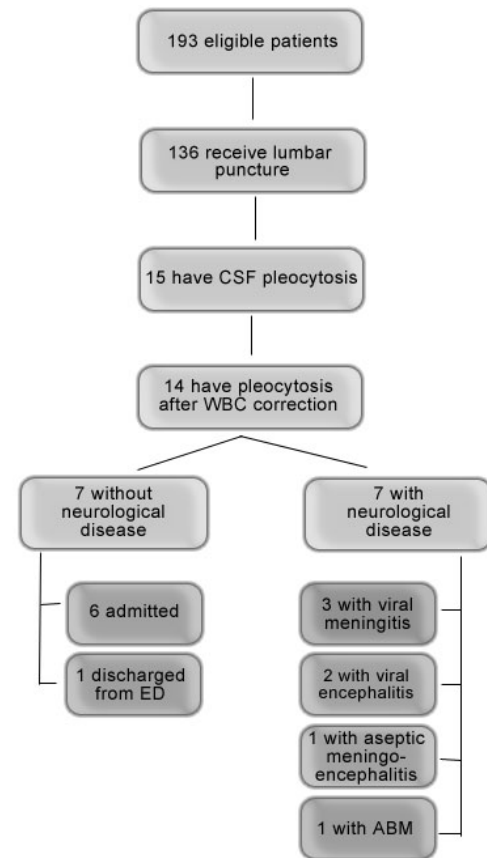 193 eligible patients
136 receive lumbar
puncture
15 have CSF pleocytosis
14 have pleocytosis
after WBC correction
7 without
neurological
disease
6 admitted
1 discharged
from ED
7 with
neurological
disease
3 with viral
meningitis
2 with viral
encephalitis
1 with aseptic
meningo-
encephalitis
1 with ABM